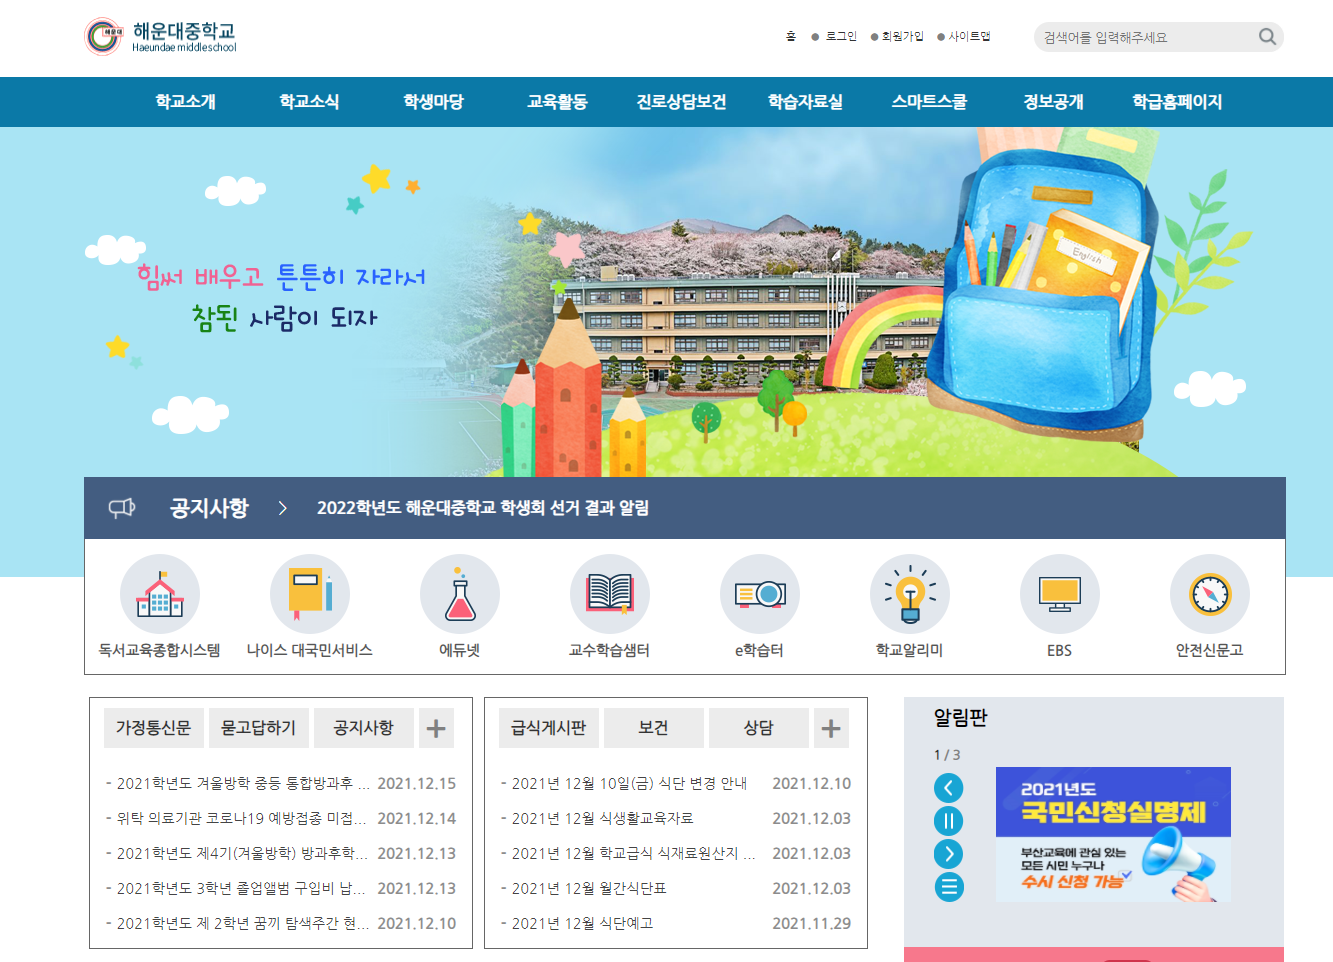 해운대
해운대중학교
Haeundae middle school
홈 ● 로그인 ● 회원가입 ● 사이트맵
검색어를 입력해주세요
학교소개 학교소식 학생마당 교육활동 진로상담보건 학습자료실 스마트스쿨 정보공개 학급홈페이지
힘써 배우고 튼튼히 자라서
참된 사람이 되자
English
공지사항 > 2022학년도 해운대중학교 학생회 선거 결과 알림
독서교육종합시스템 나이스 대국민서비스 에듀넷 교수학습샘터 e학습터 학교알리미 EBS 안전신문고
가정통신문 묻고답하기 공지사항 +
- 2021학년도 겨울방학 중등 통합방과후 ... 2021.12.15
- 위탁 의료기관 코로나19 예방접종 미접... 2021.12.14
- 2021학년도 제4기(겨울방학) 방과후학... 2021.12.13
- 2021학년도 3학년 졸업앨범 구입비 납... 2021.12.13
- 2021학년도 제 2학년 꿈끼 탐색주간 현... 2021.12.10
급식게시판 보건 상담 +
- 2021년 12월 10일(금) 식단 변경 안내 2021.12.10
- 2021년 12월 식생활교육자료 2021.12.03
- 2021년 12월 학교급식 식재료원산지 ... 2021.12.03
- 2021년 12월 월간식단표 2021.12.03
- 2021년 12월 식단예고 2021.11.29
알림판
1 / 3
2021년도
국민신청실명제
부산교육에 관심 있는
모든 시민 누구나
수시 신청 가능